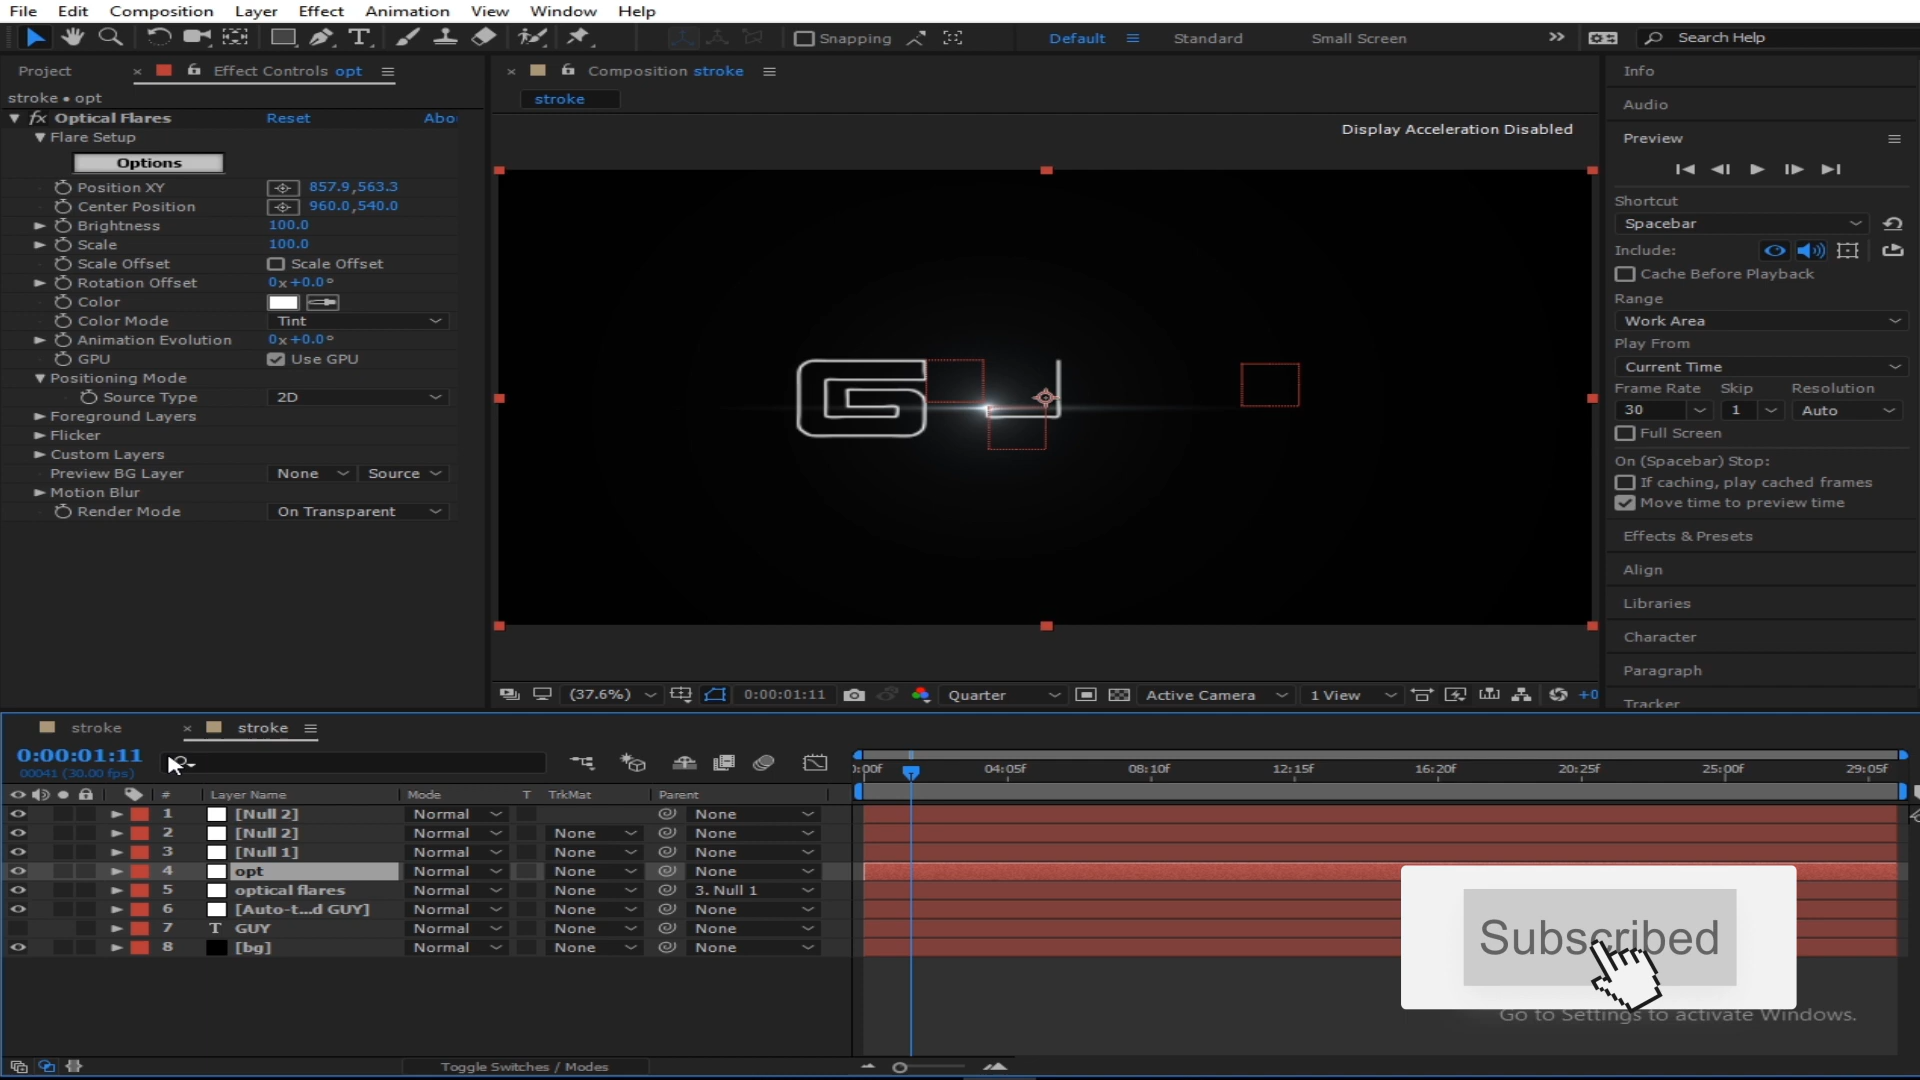 File Edit Composition Layer Effect Animation View Window Help
Snapping Default Standard Small Screen Search Help
Project Effect Controls opt
stroke • opt
fx Optical Flares Reset Abo
Flare Setup
Options
Position XY 857.9,563.3
Center Position 960.0,540.0
Brightness 100.0
Scale 100.0
Scale Offset Scale Offset
Rotation Offset 0x+0.0°
Color
Color Mode Tint
Animation Evolution 0x+0.0°
GPU Use GPU
Positioning Mode
Source Type 2D
Foreground Layers
Flicker
Custom Layers
Preview BG Layer None Source
Motion Blur
Render Mode On Transparent
Composition stroke
stroke
Display Acceleration Disabled
G
(37.6%) 0:00:01:11 Quarter Active Camera 1 View +0
Info
Audio
Preview
Shortcut
Spacebar
Include:
Cache Before Playback
Range
Work Area
Play From
Current Time
Frame Rate Skip Resolution
30 1 Auto
Full Screen
On (Spacebar) Stop:
If caching, play cached frames
Move time to preview time
Effects & Presets
Align
Libraries
Character
Paragraph
Tracker
stroke stroke
0:00:01:11
00041 (30.00 fps)
:00f 04:05f 08:10f 12:15f 16:20f 20:25f 25:00f 29:05f
# Layer Name Mode T TrkMat Parent
1 [Null 2] Normal None
2 [Null 2] Normal None None
3 [Null 1] Normal None None
4 opt Normal None None
5 optical flares Normal None 3. Null 1
6 [Auto-t...d GUY] Normal None None
7 T GUY Normal None None
8 [bg] Normal None None
Subscribed
Go to Settings to activate Windows.
Toggle Switches / Modes